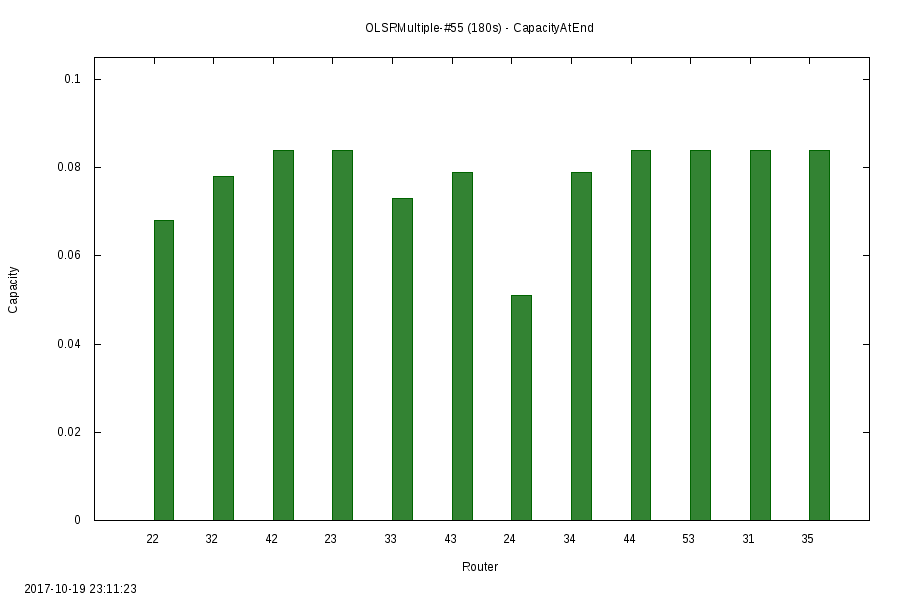 OLSRMultiple-#55 (180s) - CapacityAtEnd
0.1
0.08
0.06
0.04
0.02
0
Capacity
22 32 42 23 33 43 24 34 44 53 31 35
Router
2017-10-19 23:11:23